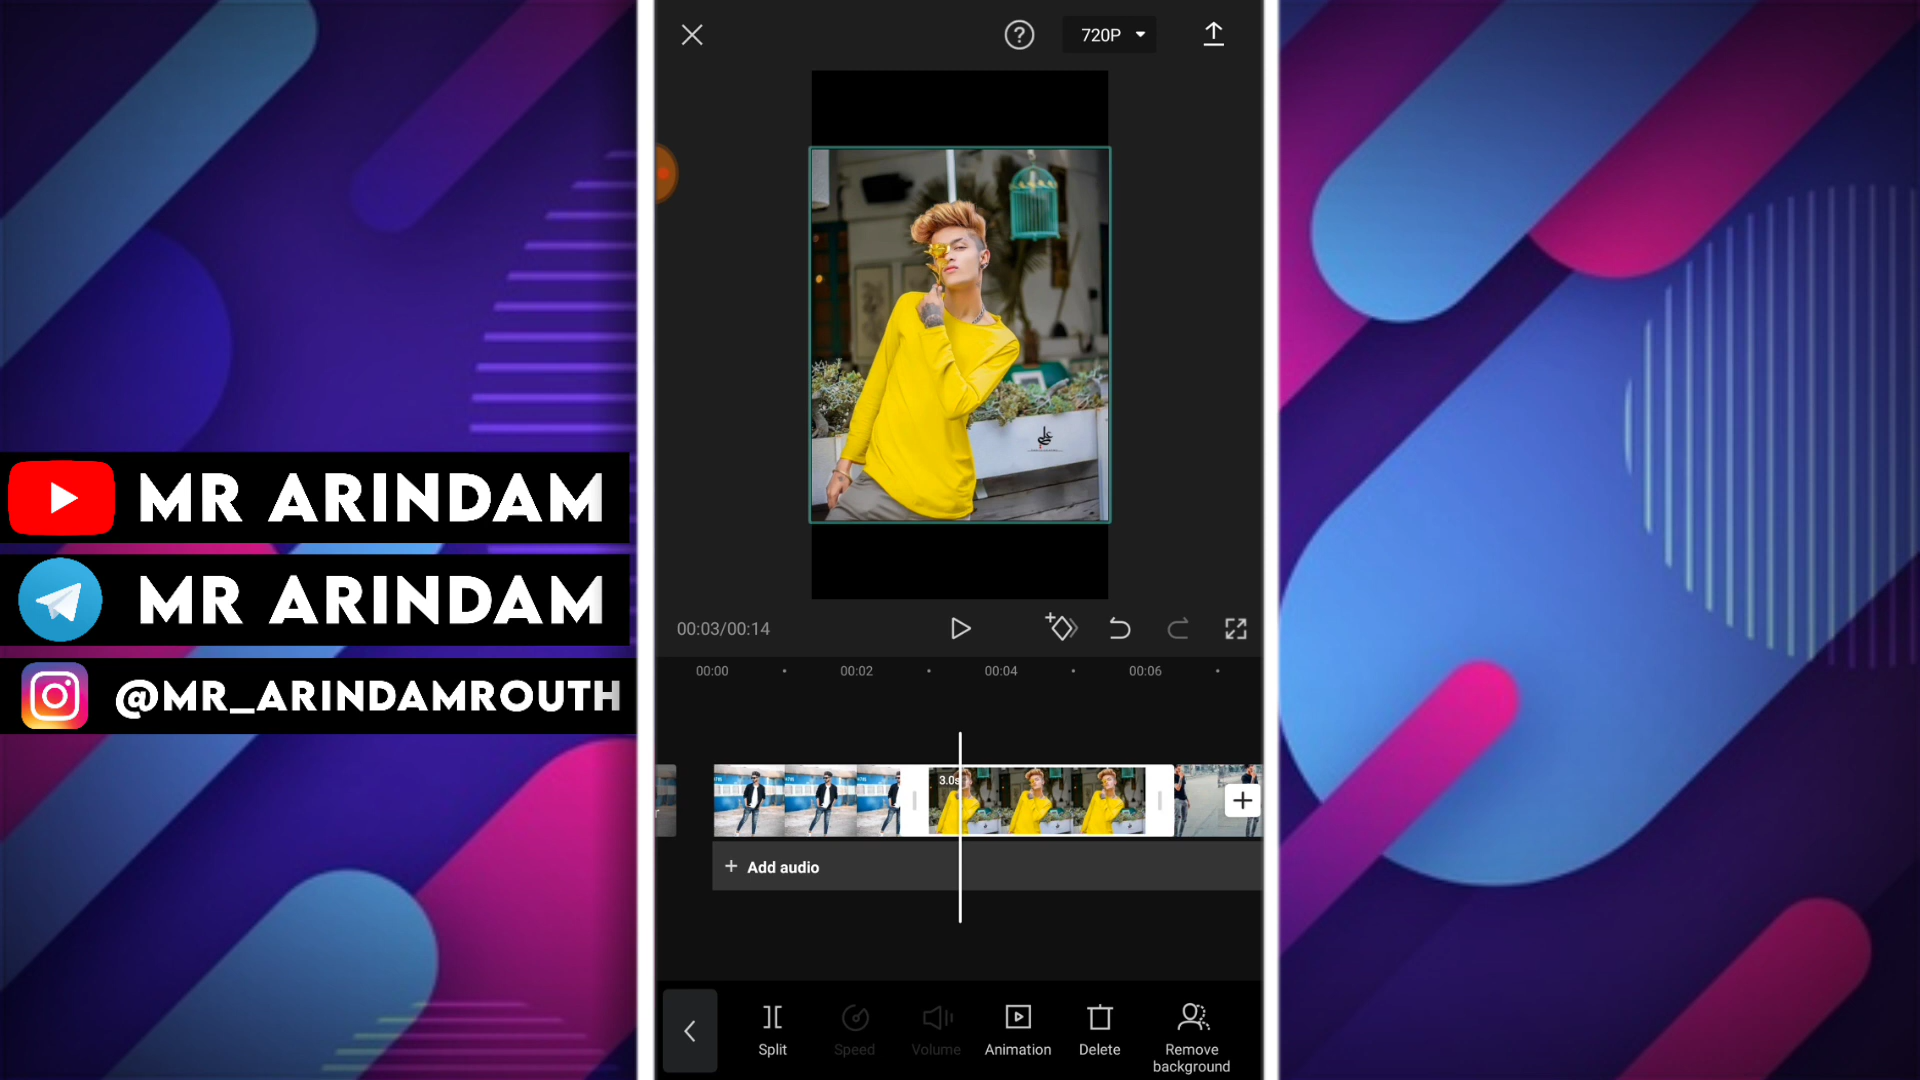 720P
MR ARINDAM
MR ARINDAM
@MR_ARINDAMROUTH
00:03/00:14
00:00
00:02
00:04
00:06
3.0s
+ Add audio
Split
Speed
Volume
Animation
Delete
Remove
background